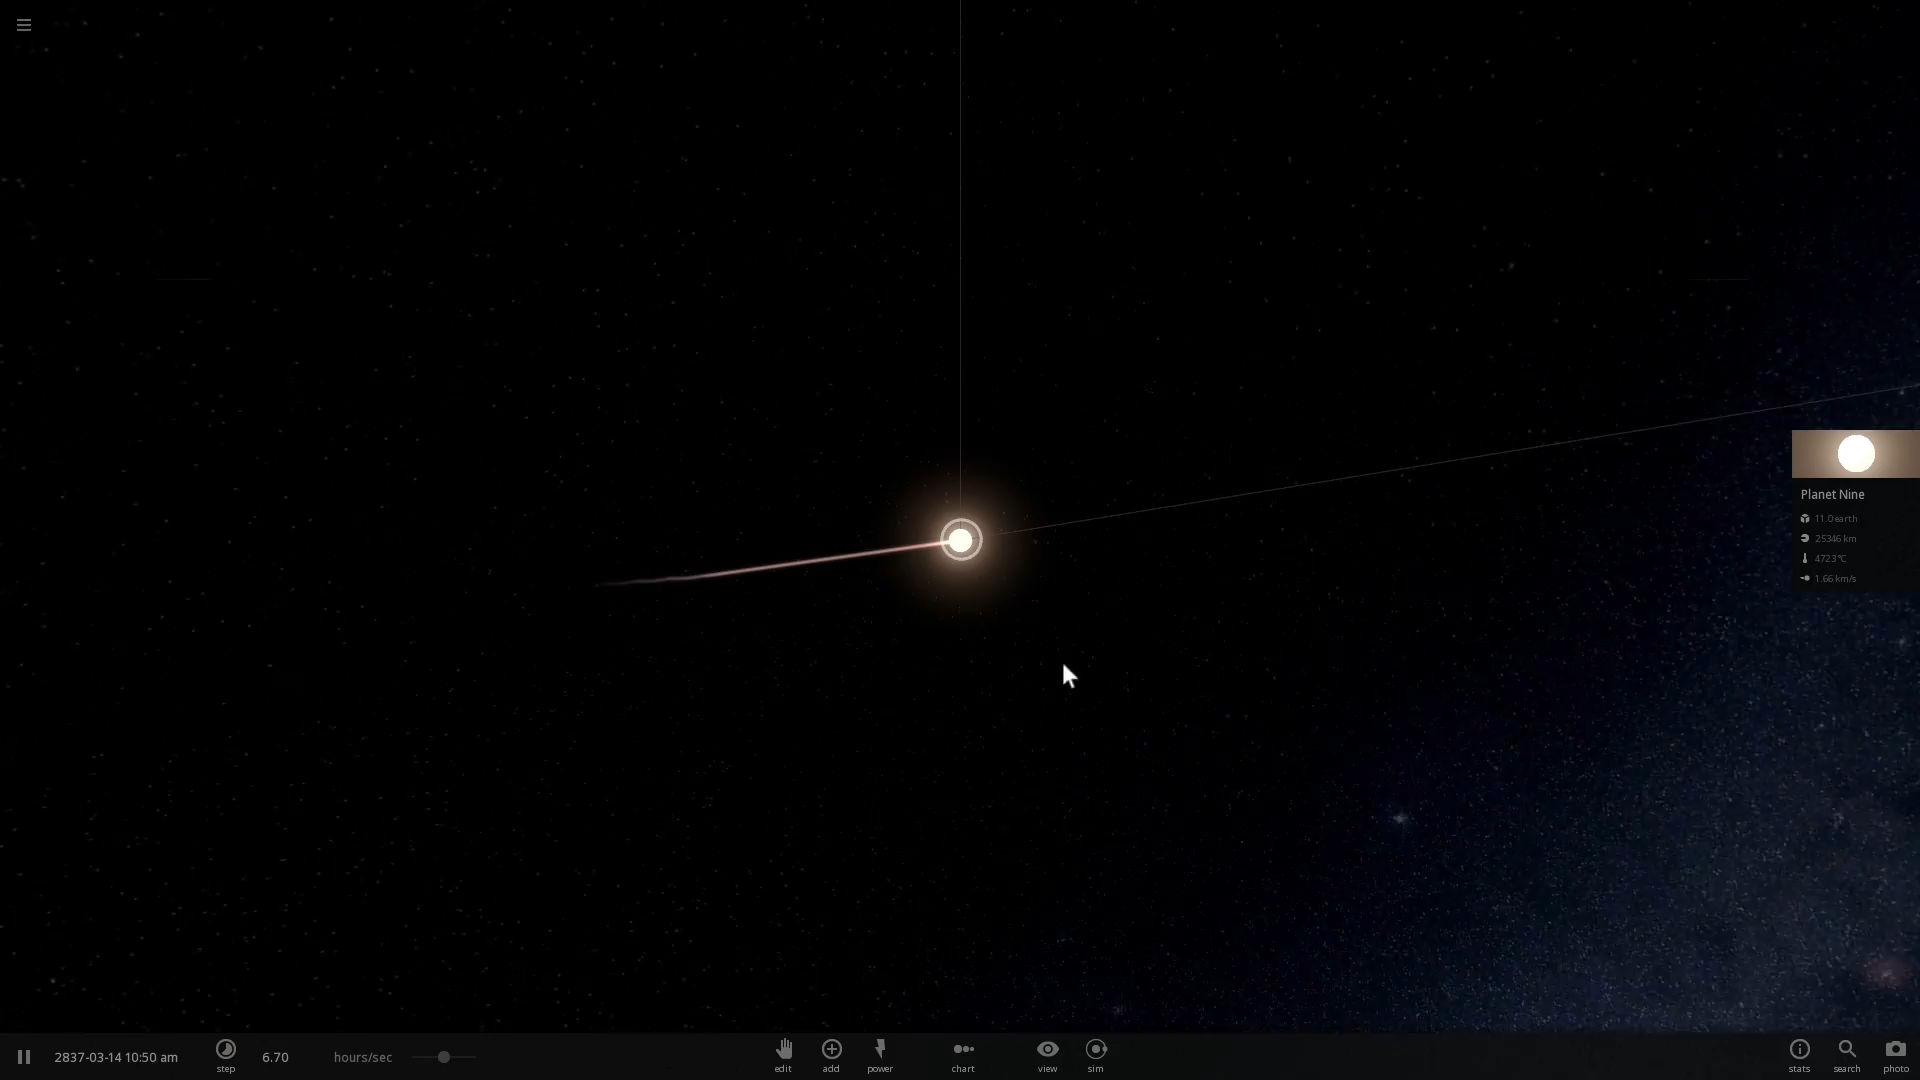 Planet Nine
11.0 earth
25346 km
4723°C
1.66 km/s
2837-03-14 10:50 am
step
6.70
hours/sec
edit
add
power
chart
view
sim
stats
search
photo